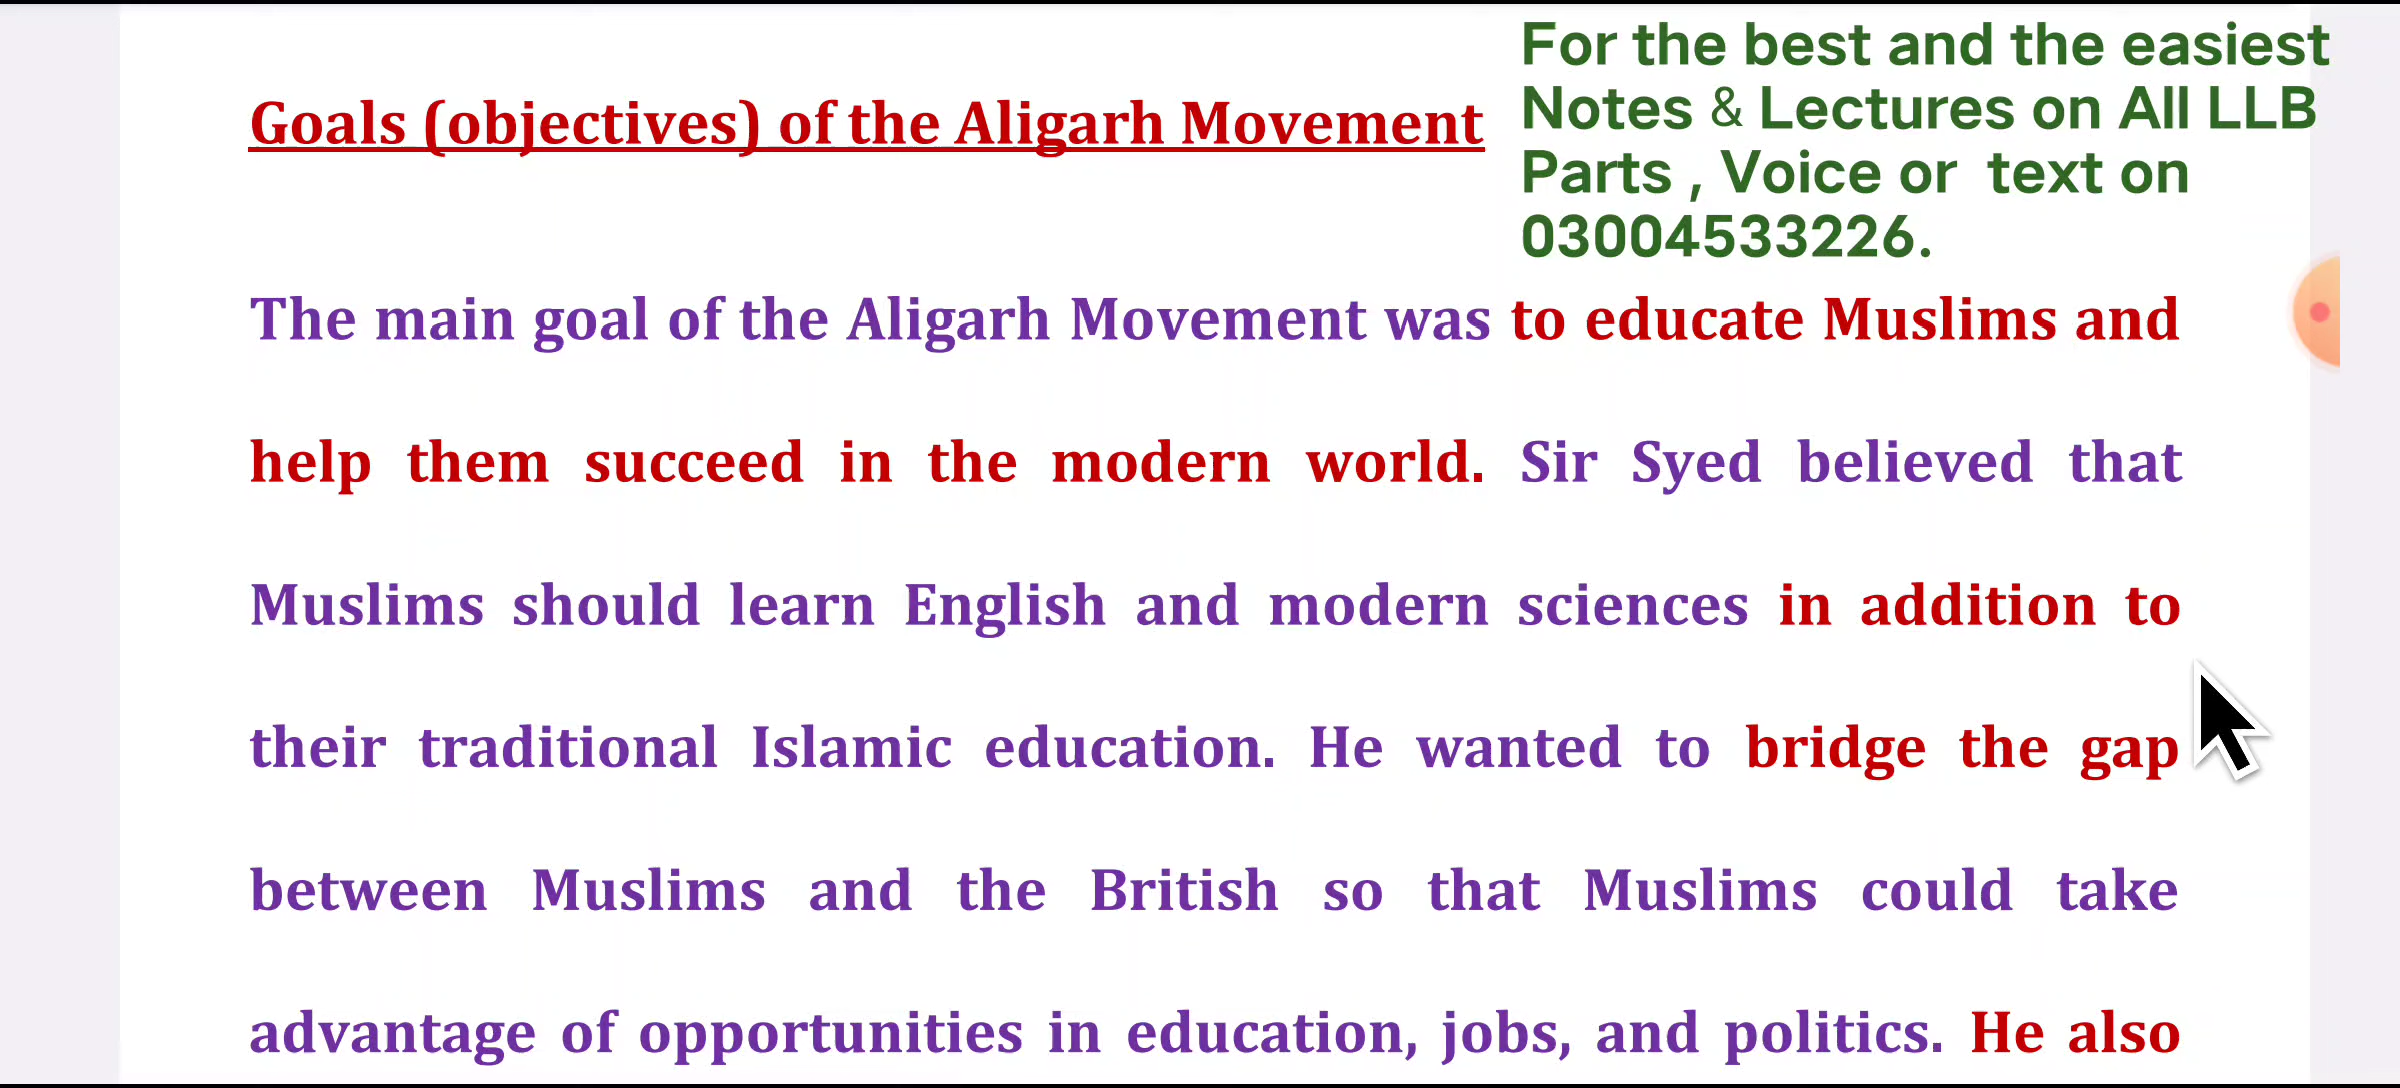 Goals (objectives) of the Aligarh Movement
For the best and the easiest
Notes & Lectures on All LLB
Parts , Voice or text on
03004533226.
The main goal of the Aligarh Movement was to educate Muslims and
help them succeed in the modern world. Sir Syed believed that
Muslims should learn English and modern sciences in addition to
their traditional Islamic education. He wanted to bridge the gap
between Muslims and the British so that Muslims could take
advantage of opportunities in education, jobs, and politics. He also